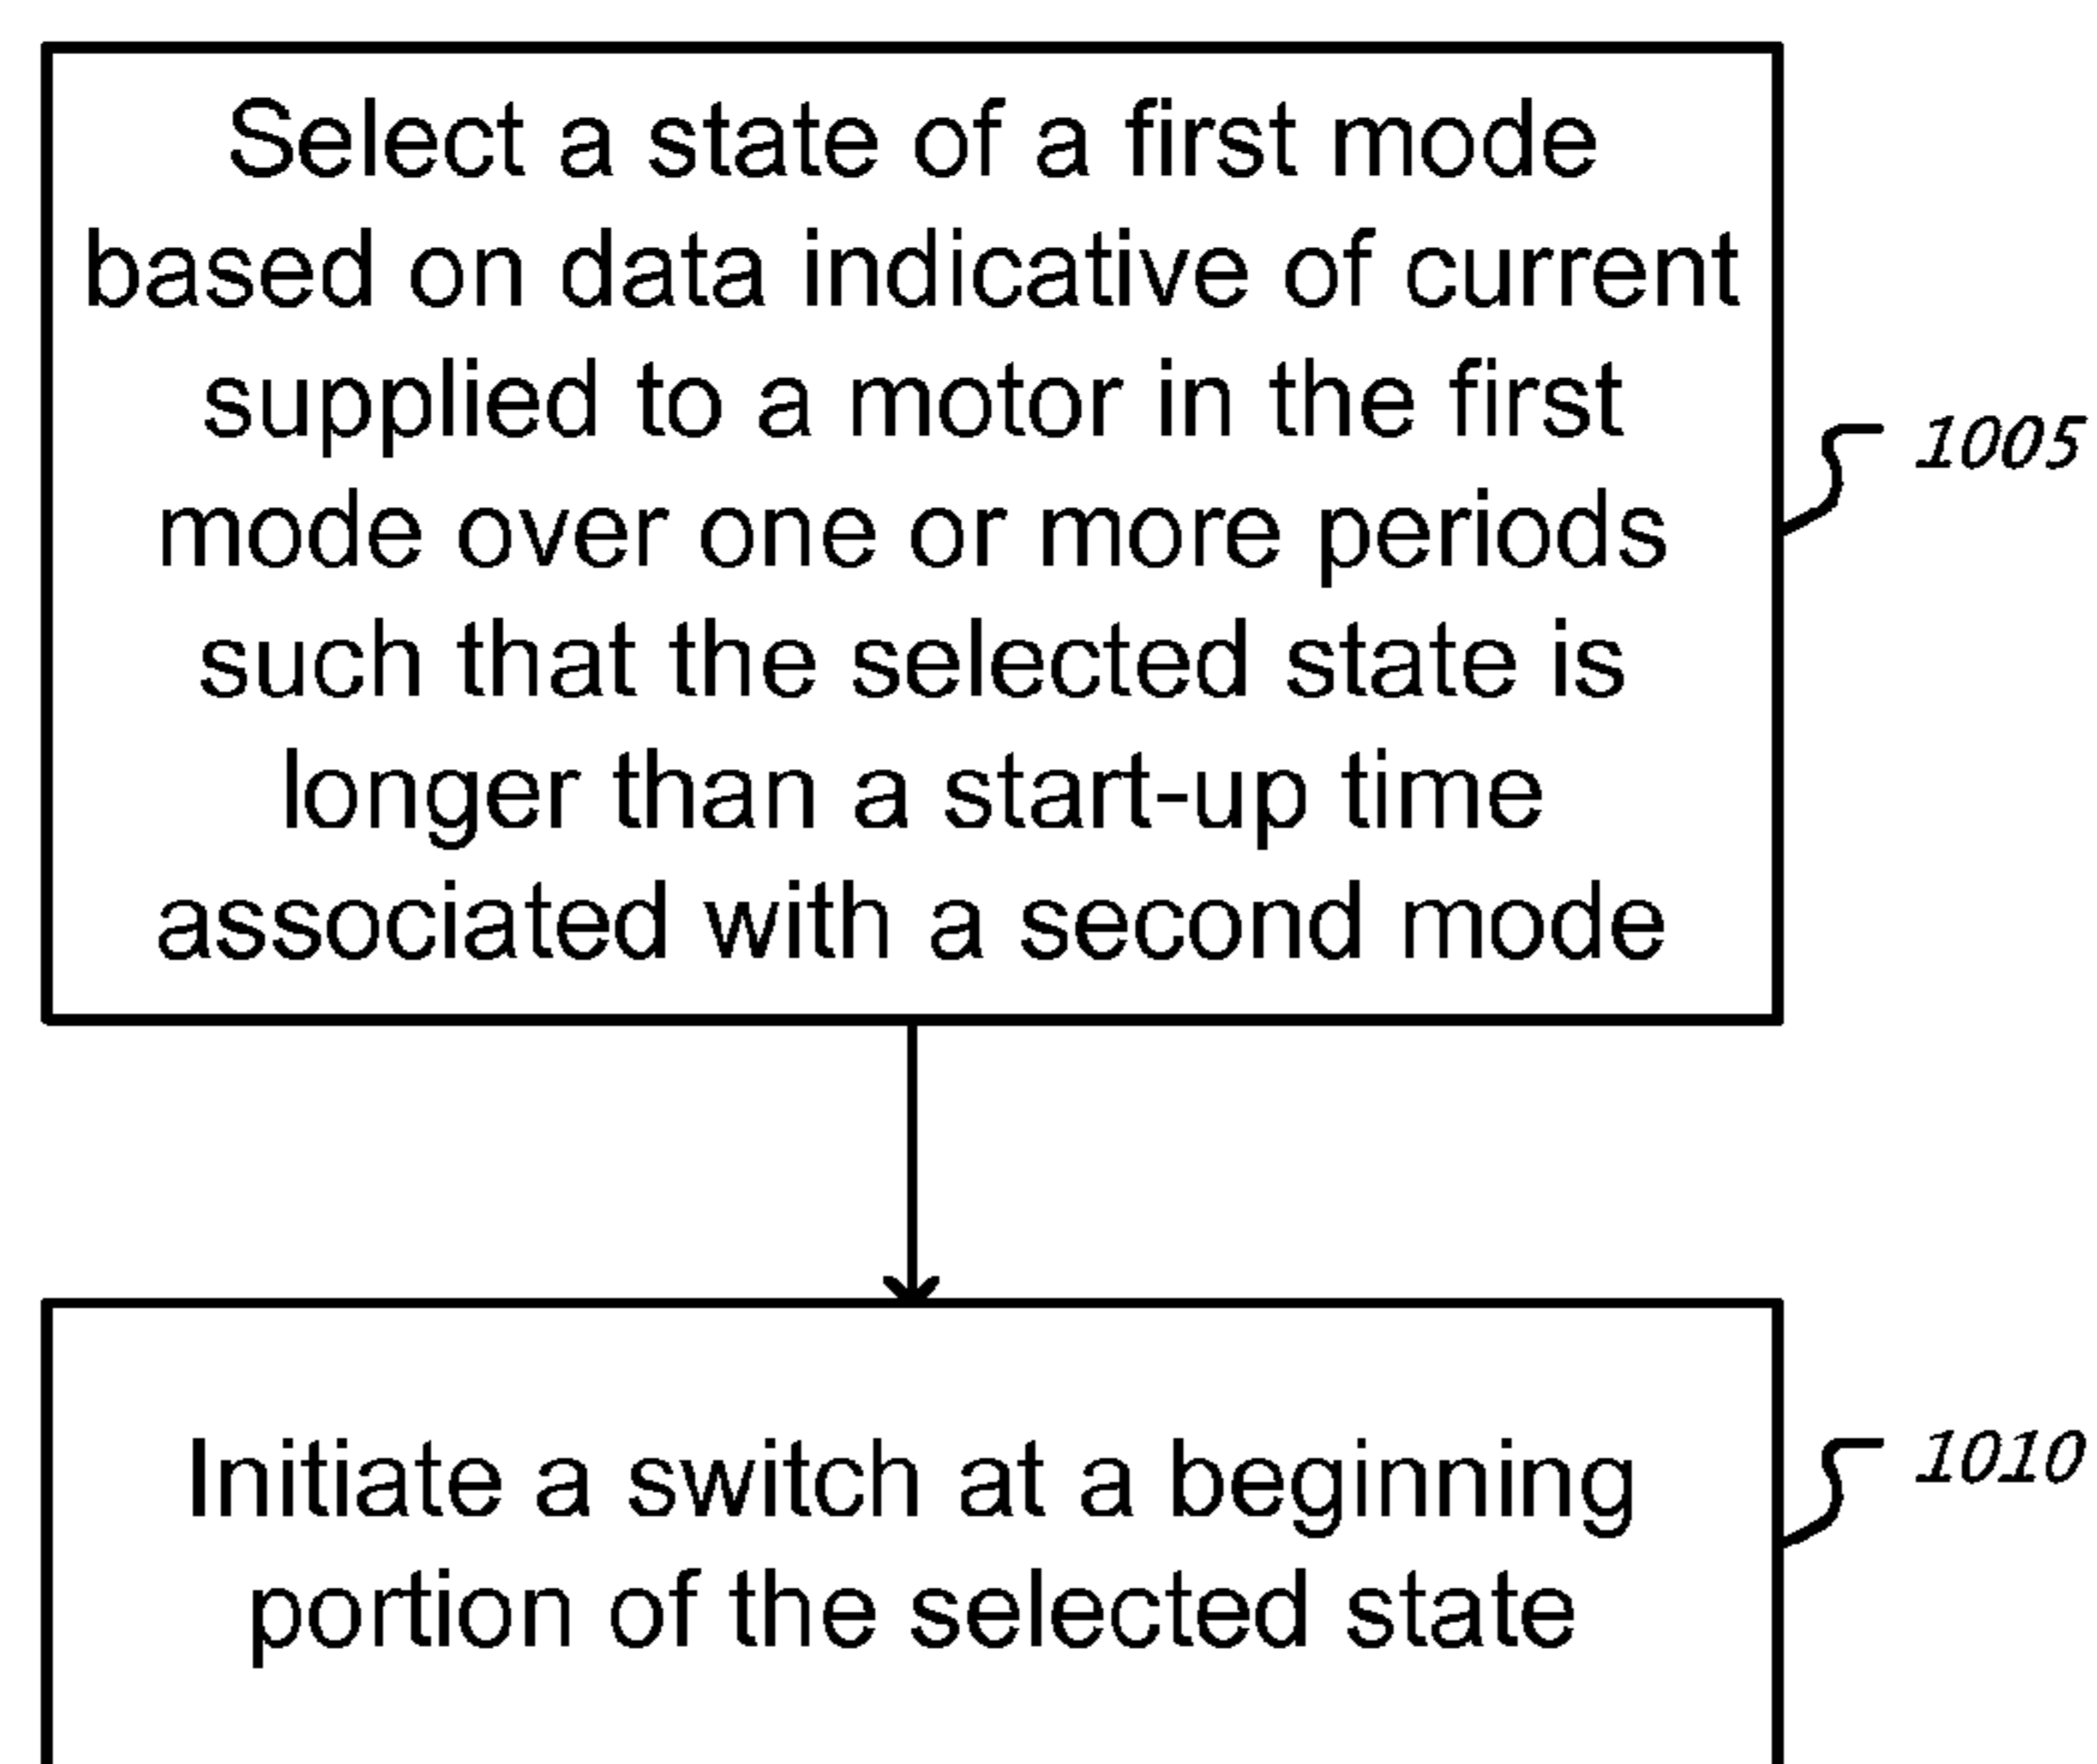 Select a state of a first mode
based on data indicative of current
supplied to a motor in the first
mode over one or more periods
such that the selected state is
longer than a start-up time
associated with a second mode
1005
Initiate a switch at a beginning
portion of the selected state
1010